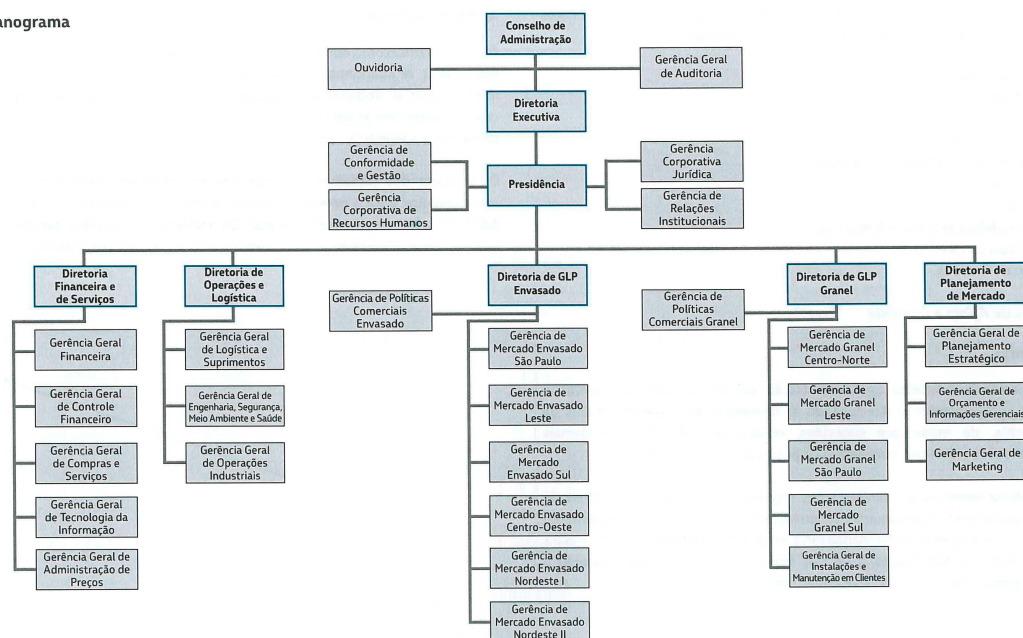 anograma
Conselho de
Administração
Ouvidoria
Gerência Geral
de Auditoria
Diretoria
Executiva
Gerência de
Conformidade
e Gestão
Gerência
Corporativa
Jurídica
Presidência
Gerência
Corporativa de
Recursos Humanos
Gerência de
Relações
Institucionais
Diretoria
Financeira e
de Serviços
Diretoria de
Operações e
Logística
Diretoria de GLP
Envasado
Diretoria de GLP
Granel
Diretoria de
Planejamento
de Mercado
Gerência de Políticas
Comerciais
Envasado
Gerência de
Políticas
Comerciais Granel
Gerência Geral
Financeira
Gerência Geral
de Controle
Financeiro
Gerência Geral
de Compras e
Serviços
Gerência Geral
de Tecnologia da
Informação
Gerência Geral de
Administração de
Preços
Gerência Geral
de Logística e
Suprimentos
Gerência Geral de
Engenharia, Segurança,
Meio Ambiente e Saúde
Gerência Geral
de Operações
Industriais
Gerência de
Mercado Envasado
São Paulo
Gerência de
Mercado Envasado
Leste
Gerência de
Mercado
Envasado Sul
Gerência de
Mercado Envasado
Centro-Oeste
Gerência de
Mercado Envasado
Nordeste I
Gerência de
Mercado Envasado
Nordeste II
Gerência de
Mercado Granel
Centro-Norte
Gerência de
Mercado Granel
Leste
Gerência de
Mercado Granel
São Paulo
Gerência de
Mercado
Granel Sul
Gerência Geral de
Instalações e
Manutenção em Clientes
Gerência Geral de
Planejamento
Estratégico
Gerência Geral de
Orçamento e
Informações Gerenciais
Gerência Geral de
Marketing